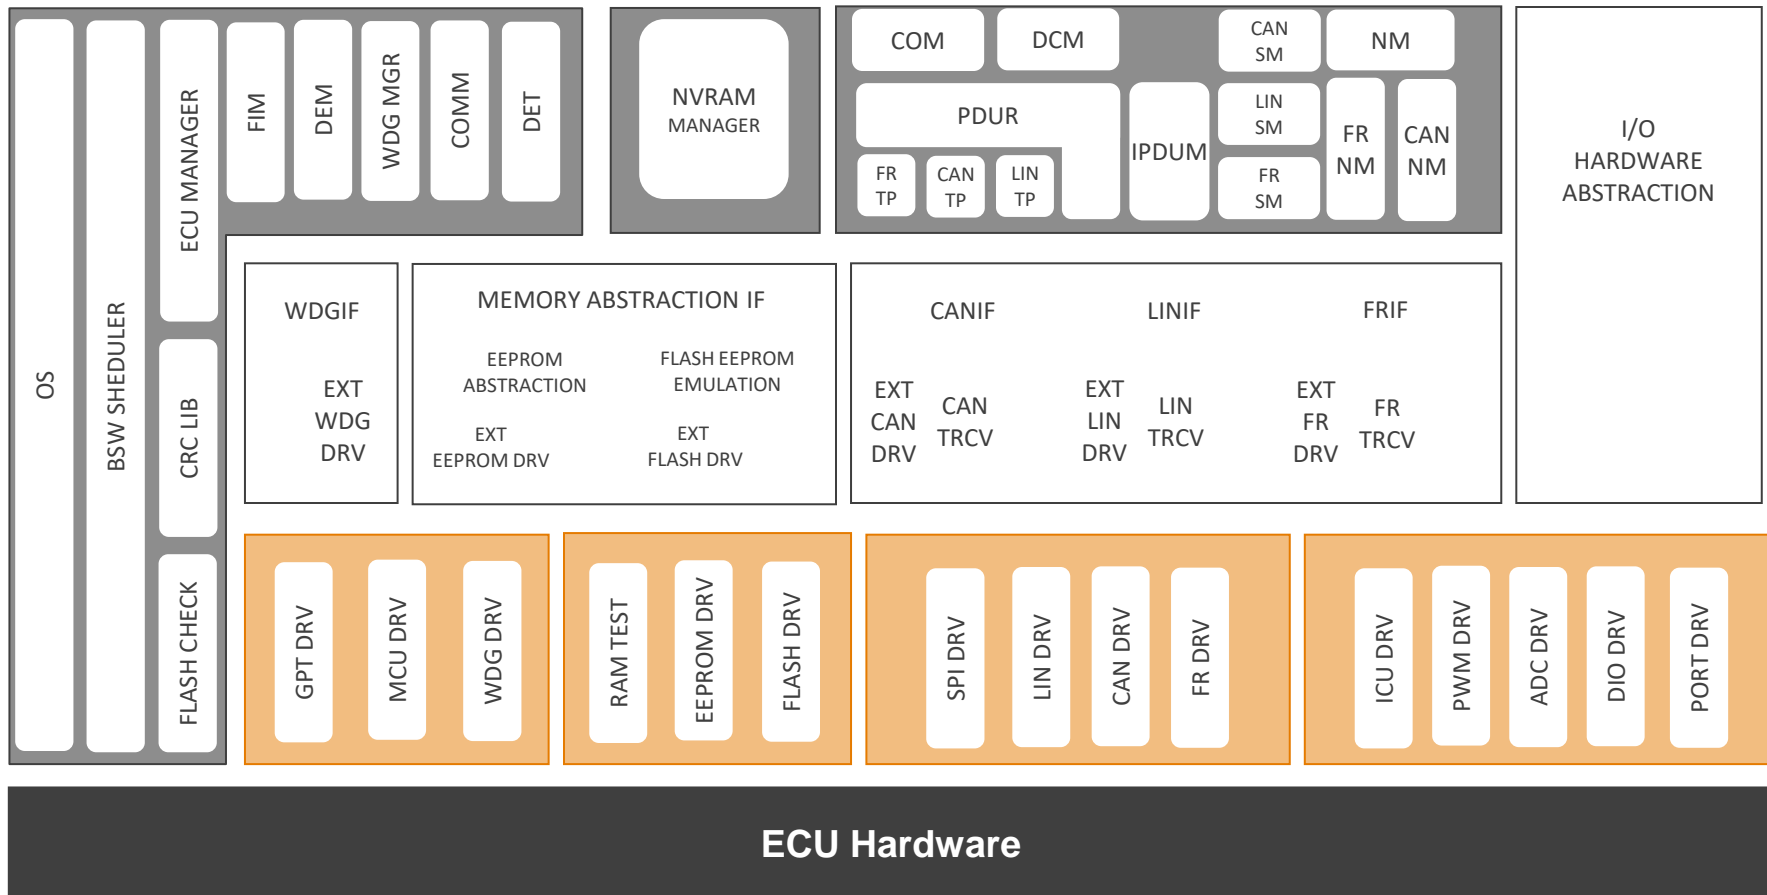 OS
BSW SHEDULER
ECU MANAGER
CRC LIB
FLASH CHECK
FIM
DEM
WDG MGR
COMM
DET
NVRAM
MANAGER
COM
DCM
PDUR
FR
TP
CAN
TP
LIN
TP
IPDUM
CAN
SM
LIN
SM
FR
SM
NM
FR
NM
CAN
NM
I/O
HARDWARE
ABSTRACTION
WDGIF
EXT
WDG
DRV
MEMORY ABSTRACTION IF
EEPROM
ABSTRACTION
FLASH EEPROM
EMULATION
EXT
EEPROM DRV
EXT
FLASH DRV
CANIF
LINIF
FRIF
EXT
CAN
DRV
CAN
TRCV
EXT
LIN
DRV
LIN
TRCV
EXT
FR
DRV
FR
TRCV
GPT DRV
MCU DRV
WDG DRV
RAM TEST
EEPROM DRV
FLASH DRV
SPI DRV
LIN DRV
CAN DRV
FR DRV
ICU DRV
PWM DRV
ADC DRV
DIO DRV
PORT DRV
ECU Hardware